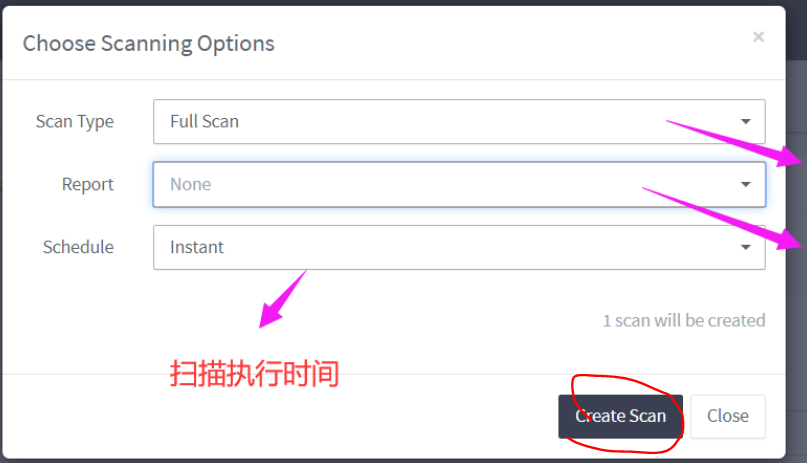 Choose Scanning Options
×
Scan Type
Full Scan
Report
None
Schedule
Instant
1 scan will be created
扫描执行时间
Create Scan
Close